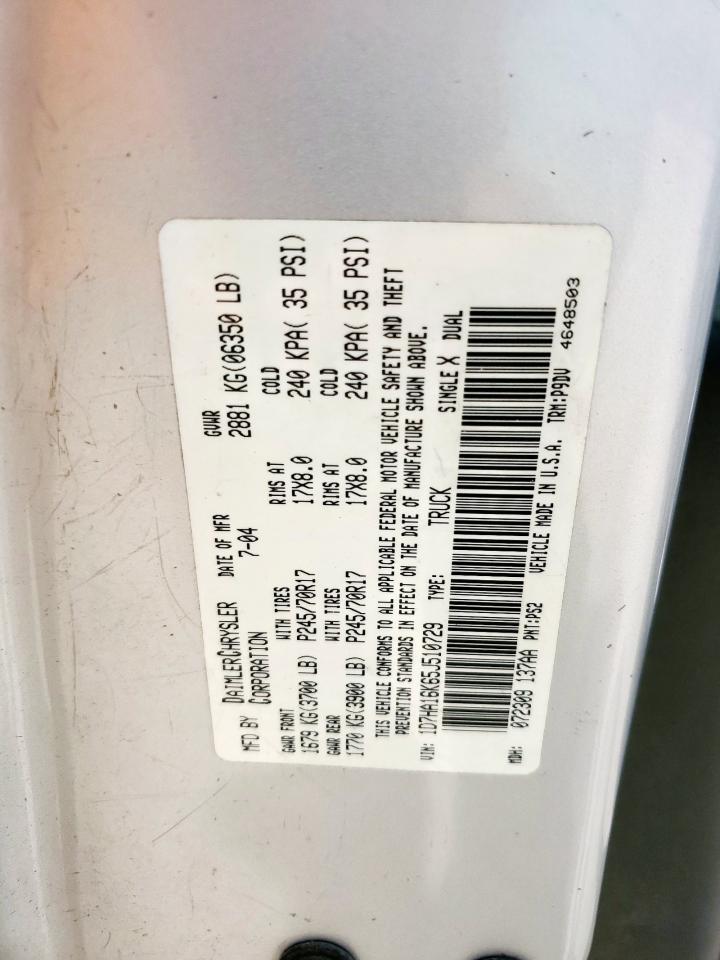 MFD BY DAIMLERCHRYSLER CORPORATION DATE OF MFR 7-04 GVWR 2881 KG(06350 LB)
GAWR FRONT WITH TIRES RIMS AT COLD
1679 KG(3700 LB) P245/70R17 17X8.0 240 KPA( 35 PSI)
GAWR REAR WITH TIRES RIMS AT COLD
1770 KG(3900 LB) P245/70R17 17X8.0 240 KPA( 35 PSI)
THIS VEHICLE CONFORMS TO ALL APPLICABLE FEDERAL MOTOR VEHICLE SAFETY AND THEFT
PREVENTION STANDARDS IN EFFECT ON THE DATE OF MANUFACTURE SHOWN ABOVE.
VIN: 1D7HA16K65J510729 TYPE: TRUCK SINGLE X DUAL
MDH: 072309 137AA PNT:PS2 VEHICLE MADE IN U.S.A. TRM:P9DV 4648503